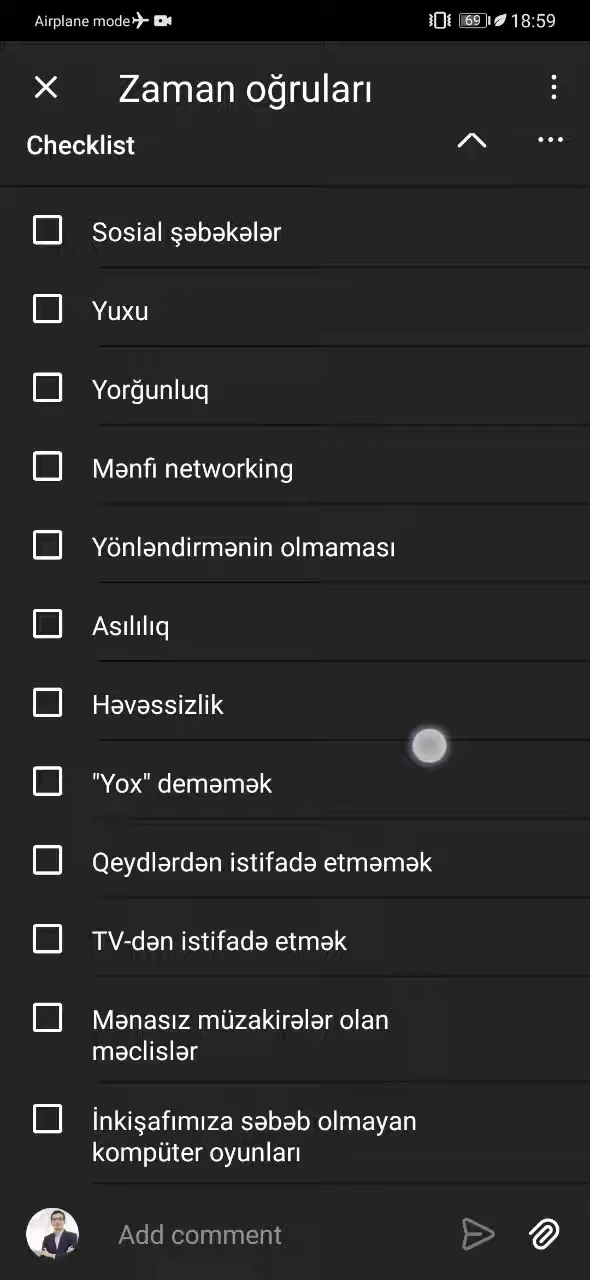 Airplane mode 69 18:59
Zaman oğruları
Checklist
Sosial şəbəkələr
Yuxu
Yorğunluq
Mənfi networking
Yönləndirmənin olmaması
Asılılıq
Həvəssizlik
"Yox" deməmək
Qeydlərdən istifadə etməmək
TV-dən istifadə etmək
Mənasız müzakirələr olan
məclislər
İnkişafımıza səbəb olmayan
kompüter oyunları
Add comment